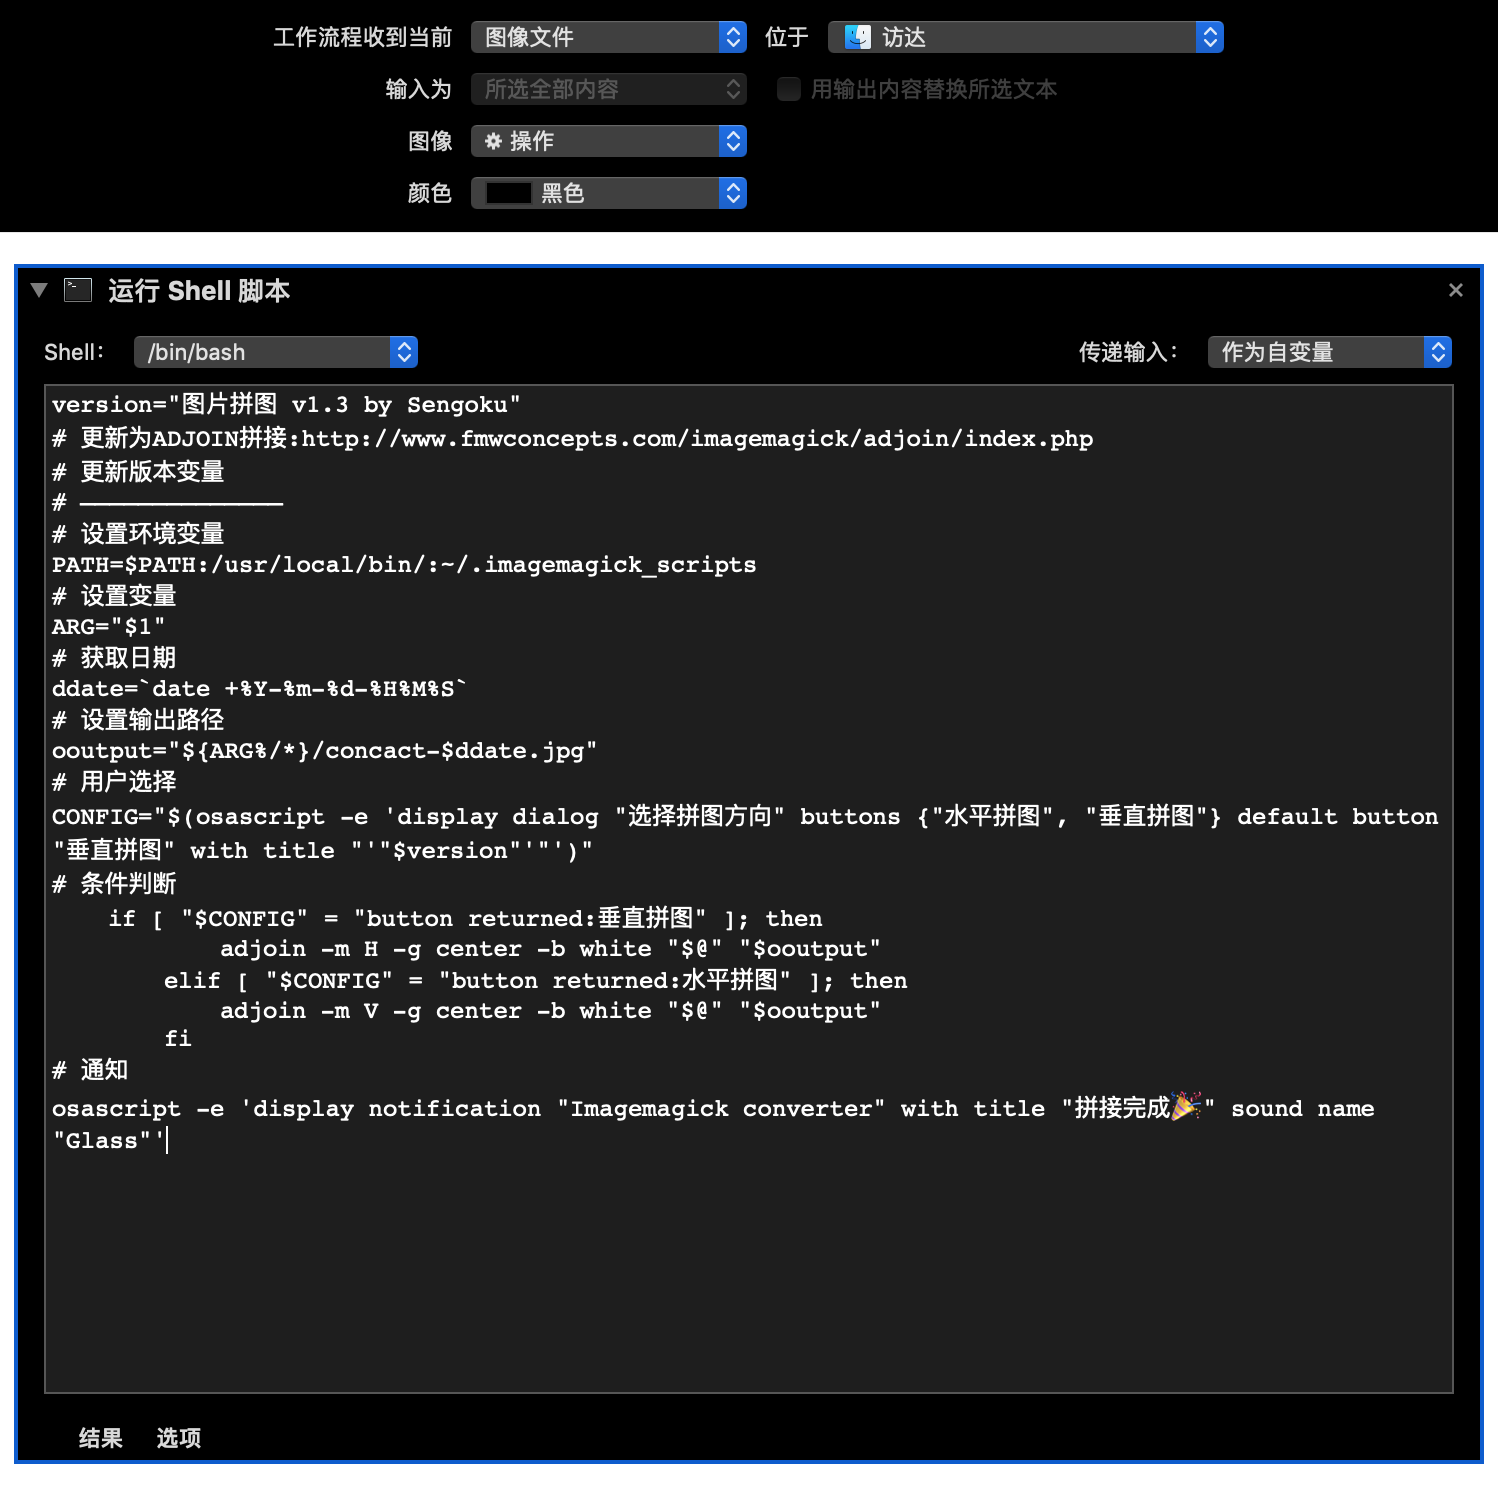 工作流程收到当前 图像文件 位于 访达
输入为 所选全部内容 用输出内容替换所选文本
图像 操作
颜色 黑色
运行 Shell 脚本
Shell： /bin/bash 传递输入： 作为自变量
version="图片拼图 v1.3 by Sengoku"
# 更新为ADJOIN拼接:http://www.fmwconcepts.com/imagemagick/adjoin/index.php
# 更新版本变量
# ——————————————
# 设置环境变量
PATH=$PATH:/usr/local/bin/:~/.imagemagick_scripts
# 设置变量
ARG="$1"
# 获取日期
ddate=`date +%Y-%m-%d-%H%M%S`
# 设置输出路径
ooutput="${ARG%/*}/concact-$ddate.jpg"
# 用户选择
CONFIG="$(osascript -e 'display dialog "选择拼图方向" buttons {"水平拼图", "垂直拼图"} default button
"垂直拼图" with title "'"$version"'"')"
# 条件判断
    if [ "$CONFIG" = "button returned:垂直拼图" ]; then
            adjoin -m H -g center -b white "$@" "$ooutput"
        elif [ "$CONFIG" = "button returned:水平拼图" ]; then
            adjoin -m V -g center -b white "$@" "$ooutput"
        fi
# 通知
osascript -e 'display notification "Imagemagick converter" with title "拼接完成🎉" sound name
"Glass"'
结果 选项